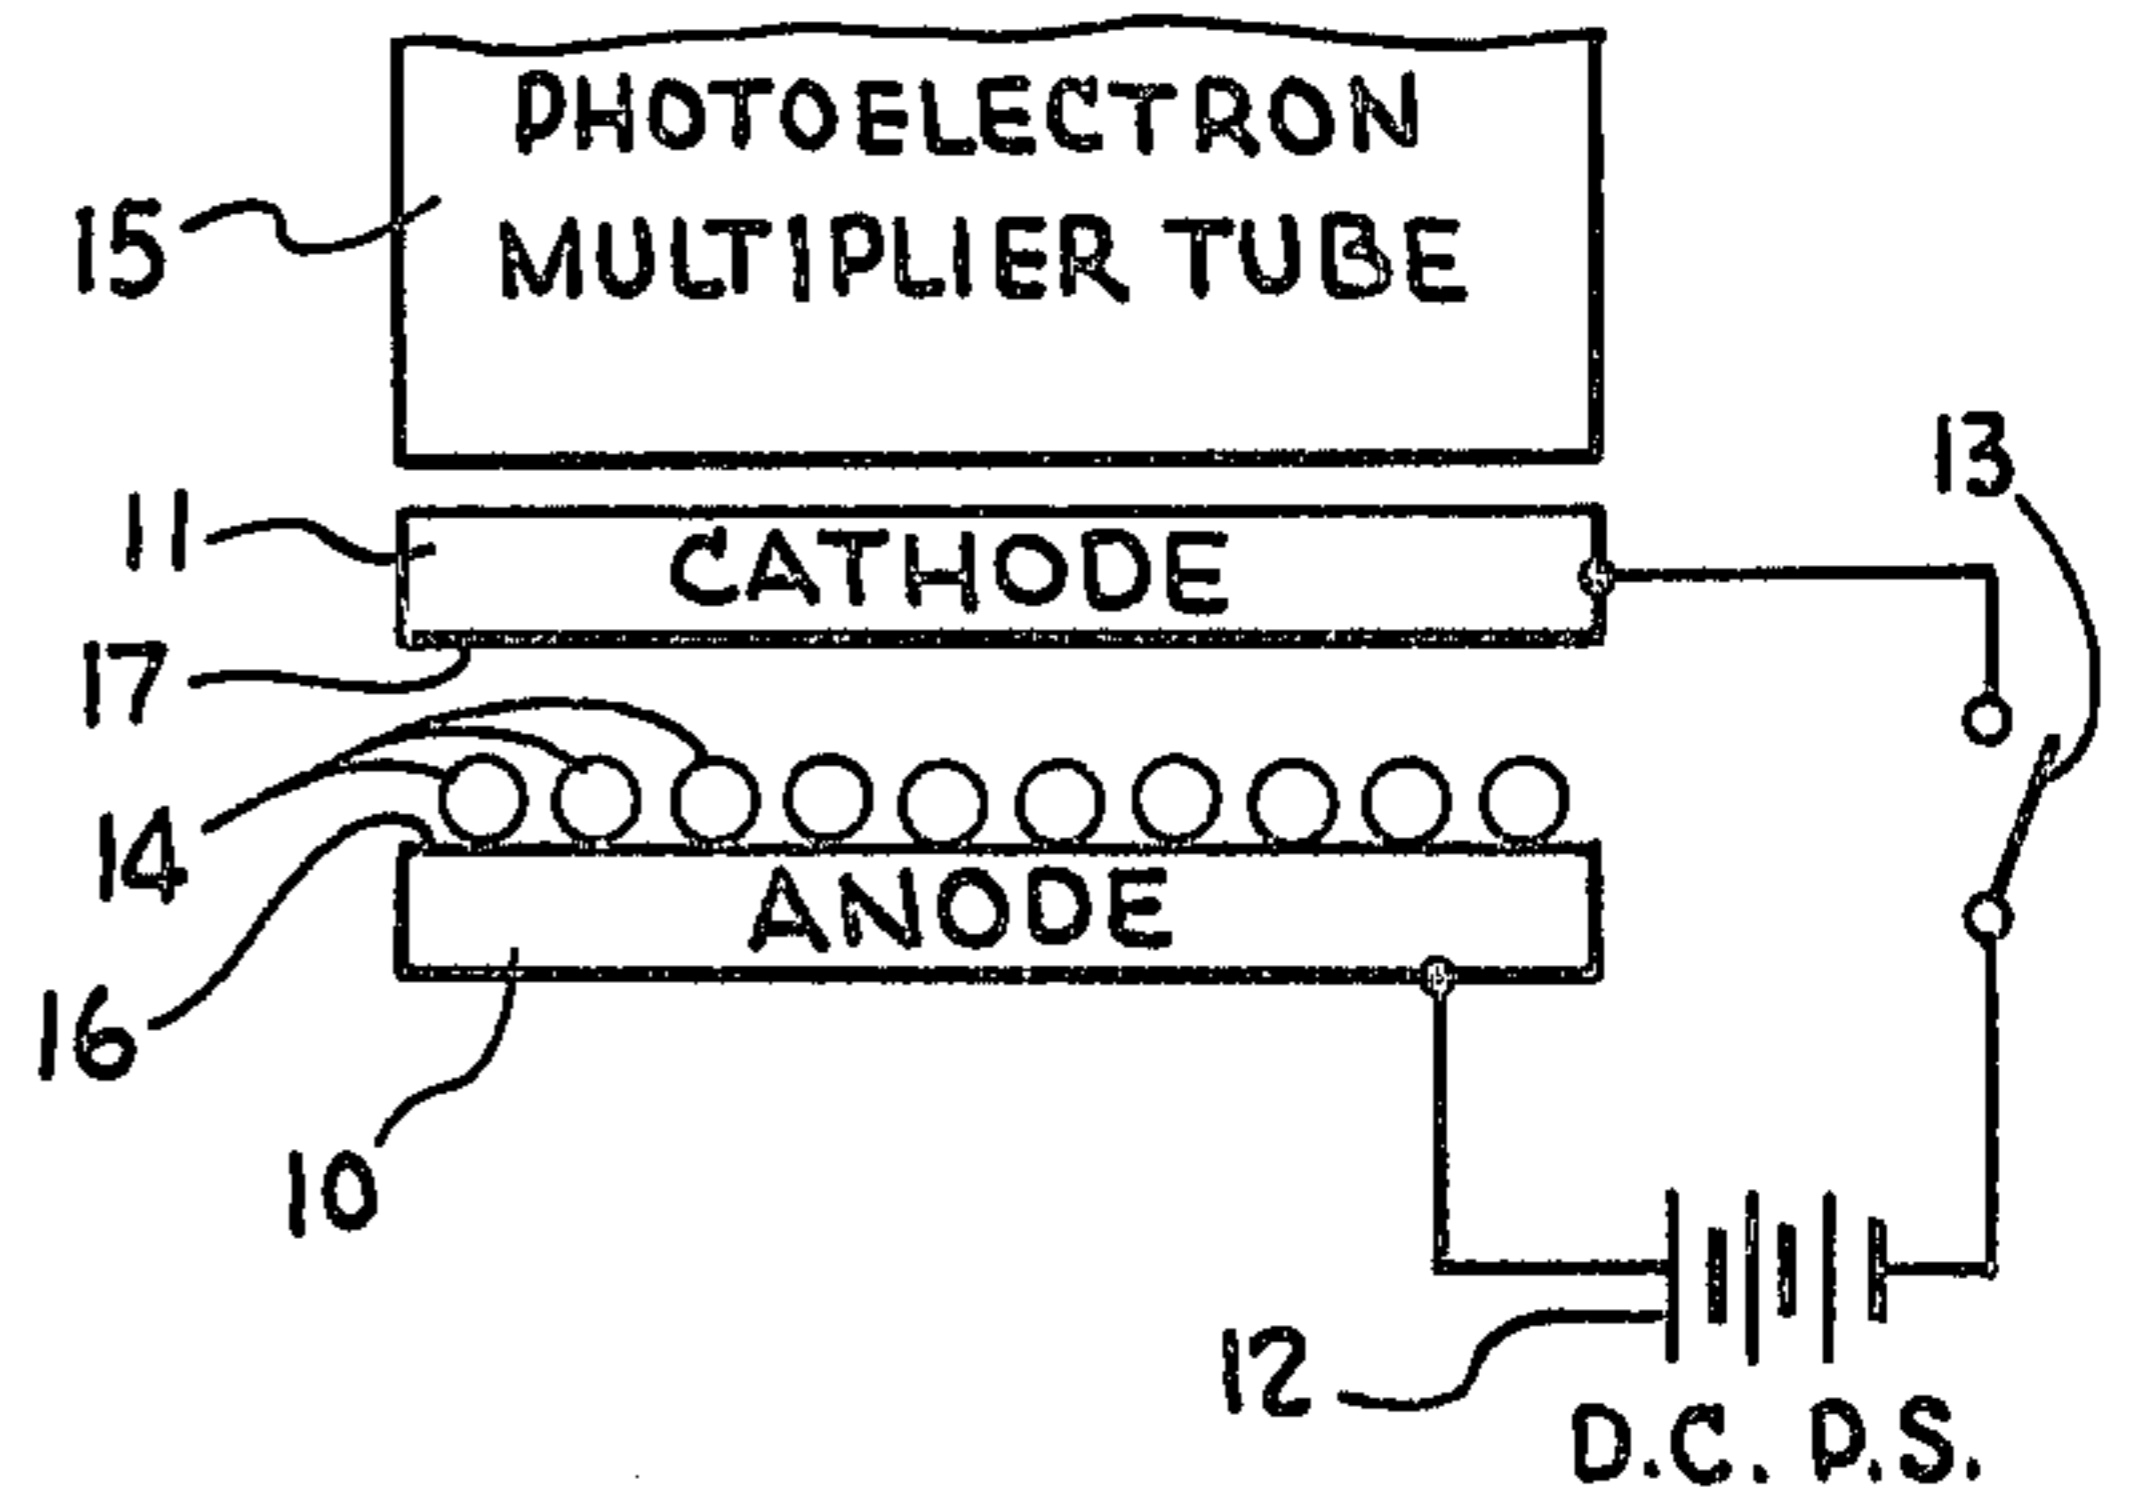 PHOTOELECTRON
MULTIPLIER TUBE
15
13
11
CATHODE
17
14
ANODE
16
10
12
D.C. P.S.